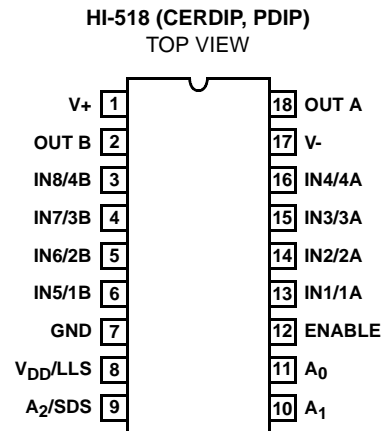 HI-518 (CERDIP, PDIP)
TOP VIEW
V+ 1 18 OUT A
OUT B 2 17 V-
IN8/4B 3 16 IN4/4A
IN7/3B 4 15 IN3/3A
IN6/2B 5 14 IN2/2A
IN5/1B 6 13 IN1/1A
GND 7 12 ENABLE
VDD/LLS 8 11 A0
A2/SDS 9 10 A1